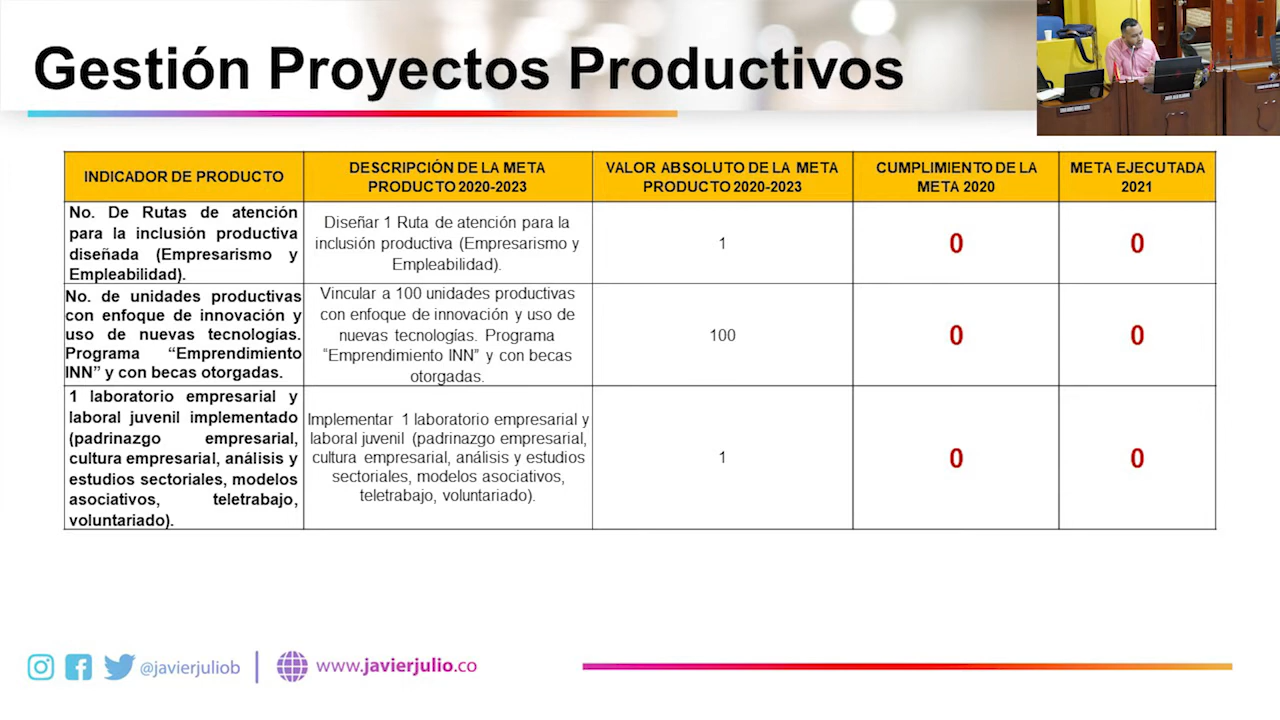 Gestión Proyectos Productivos
INDICADOR DE PRODUCTO
DESCRIPCIÓN DE LA META
PRODUCTO 2020-2023
VALOR ABSOLUTO DE LA META
PRODUCTO 2020-2023
CUMPLIMIENTO DE LA
META 2020
META EJECUTADA
2021
No. De Rutas de atención
para la inclusión productiva
diseñada (Empresarismo y
Empleabilidad).
Diseñar 1 Ruta de atención para la
inclusión productiva (Empresarismo y
Empleabilidad).
1
0
0
No. de unidades productivas
con enfoque de innovación y
uso de nuevas tecnologías.
Programa “Emprendimiento
INN” y con becas otorgadas.
Vincular a 100 unidades productivas
con enfoque de innovación y uso de
nuevas tecnologías. Programa
“Emprendimiento INN” y con becas
otorgadas.
100
0
0
1 laboratorio empresarial y
laboral juvenil implementado
(padrinazgo empresarial,
cultura empresarial, análisis y
estudios sectoriales, modelos
asociativos, teletrabajo,
voluntariado).
Implementar 1 laboratorio empresarial y
laboral juvenil (padrinazgo empresarial,
cultura empresarial, análisis y estudios
sectoriales, modelos asociativos,
teletrabajo, voluntariado).
1
0
0
@javierjuliob
www.javierjulio.co